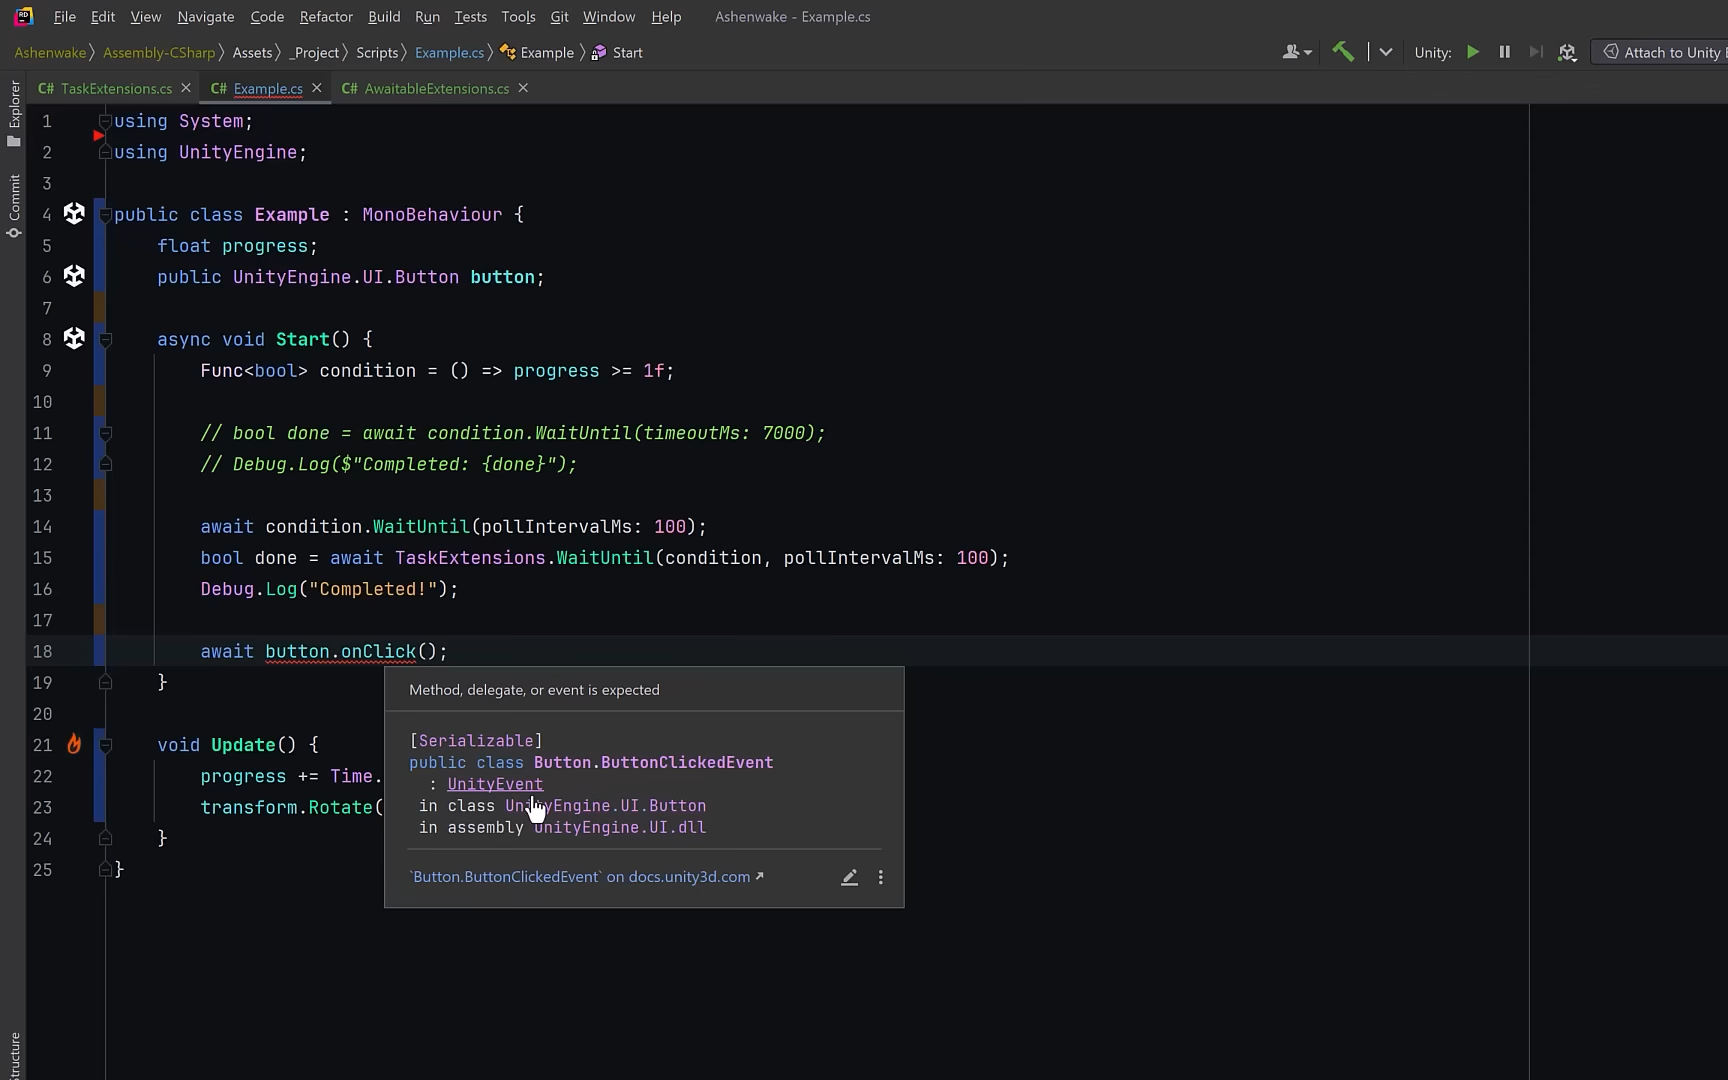 RD File Edit View Navigate Code Refactor Build Run Tests Tools Git Window Help Ashenwake - Example.cs
Ashenwake Assembly-CSharp Assets _Project Scripts Example.cs Example Start Unity: Attach to Unity
C# TaskExtensions.cs C# Example.cs C# AwaitableExtensions.cs
Explorer
Commit
Structure
1 using System;
2 using UnityEngine;
3
4 public class Example : MonoBehaviour {
5 float progress;
6 public UnityEngine.UI.Button button;
7
8 async void Start() {
9 Func<bool> condition = () => progress >= 1f;
10
11 // bool done = await condition.WaitUntil(timeoutMs: 7000);
12 // Debug.Log($"Completed: {done}");
13
14 await condition.WaitUntil(pollIntervalMs: 100);
15 bool done = await TaskExtensions.WaitUntil(condition, pollIntervalMs: 100);
16 Debug.Log("Completed!");
17
18 await button.onClick();
19 }
20
21 void Update() {
22 progress += Time.
23 transform.Rotate(
24 }
25 }
Method, delegate, or event is expected
[Serializable]
public class Button.ButtonClickedEvent
: UnityEvent
in class UnityEngine.UI.Button
in assembly UnityEngine.UI.dll
`Button.ButtonClickedEvent` on docs.unity3d.com